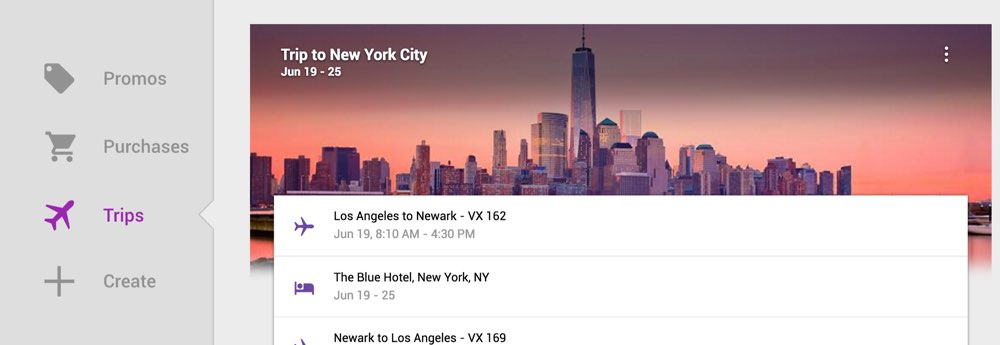 Promos
Purchases
Trips
Create
Trip to New York City
Jun 19 - 25
Los Angeles to Newark - VX 162
Jun 19, 8:10 AM - 4:30 PM
The Blue Hotel, New York, NY
Jun 19 - 25
Newark to Los Angeles - VX 169